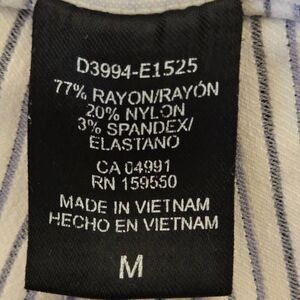 D3994-E1525
77% RAYON/RAYÓN
20% NYLON
3% SPANDEX/
ELASTANO
CA 04991
RN 159550
MADE IN VIETNAM
HECHO EN VIETNAM
M